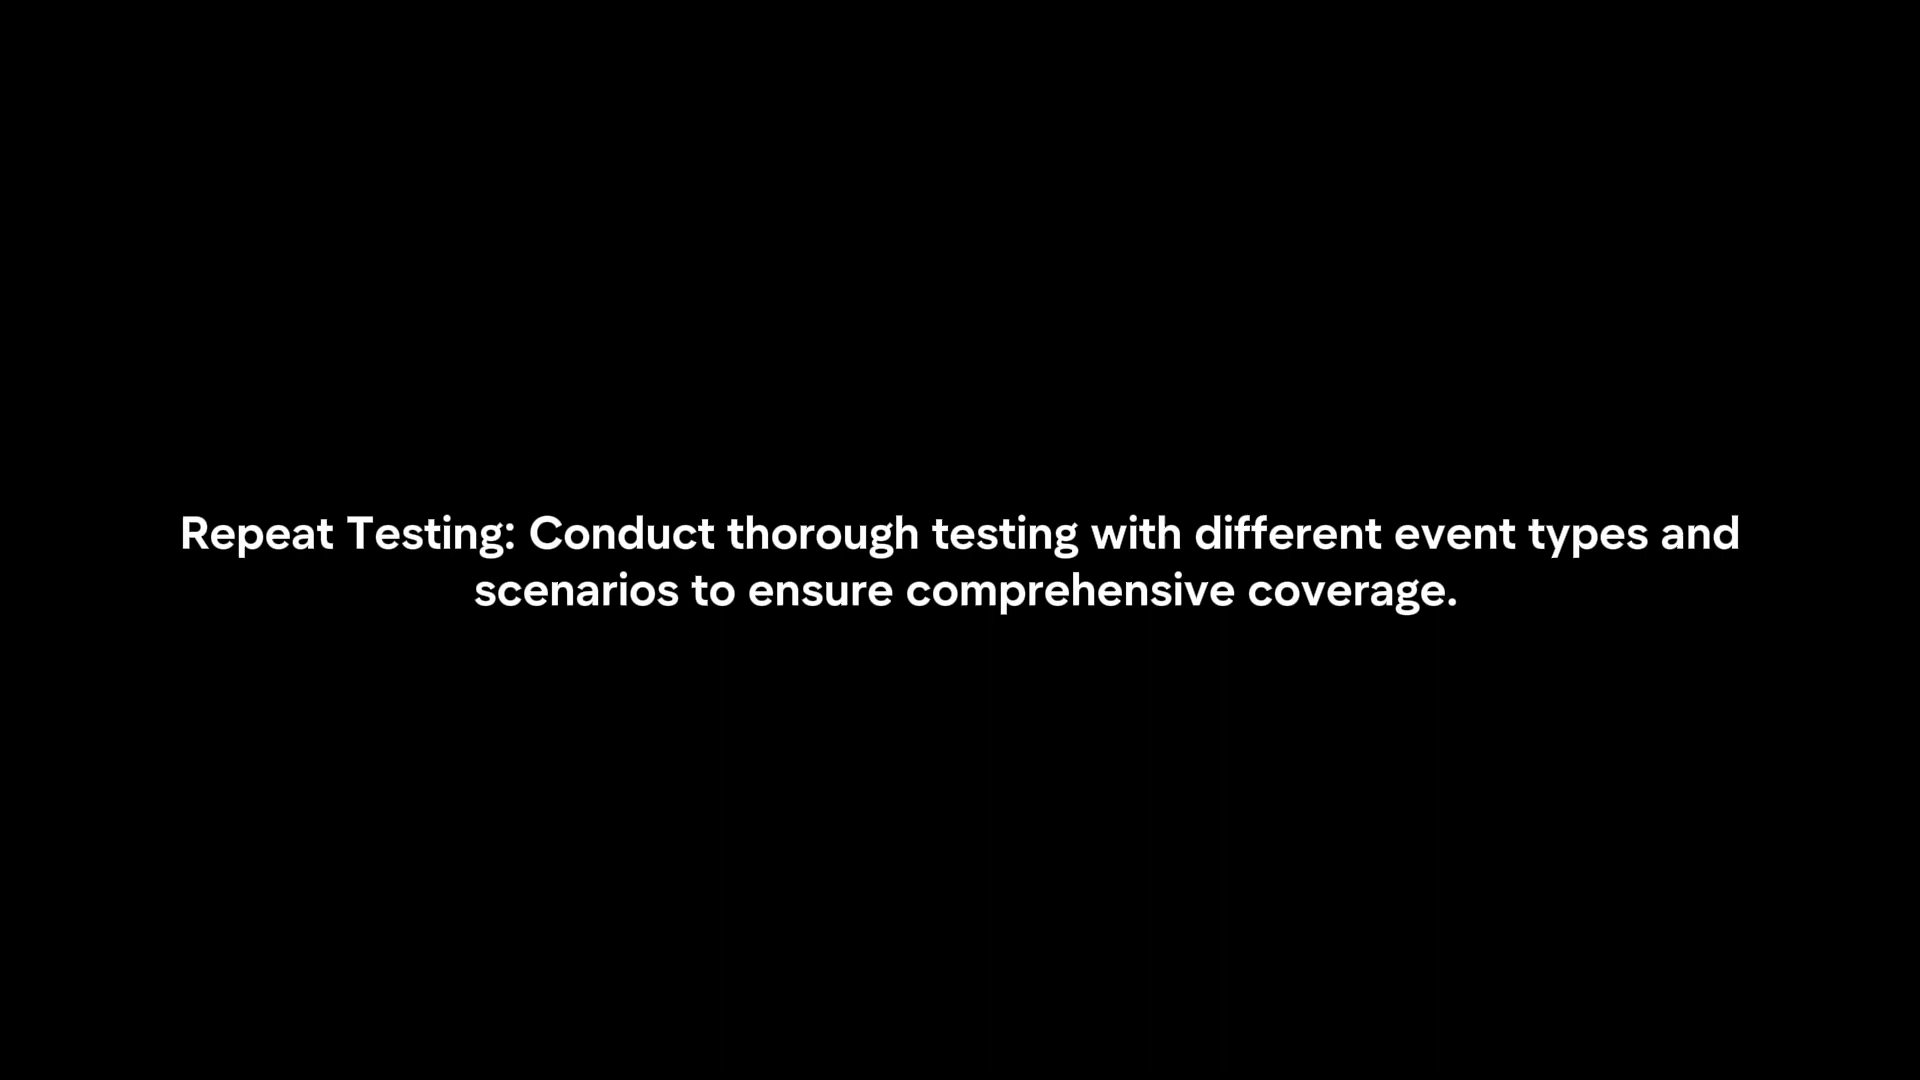 Repeat Testing: Conduct thorough testing with different event types and
scenarios to ensure comprehensive coverage.